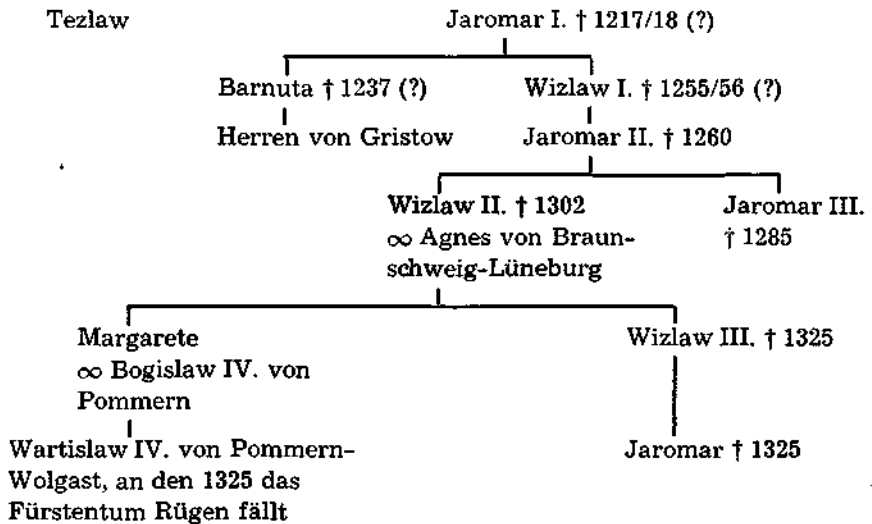 Tezlaw Jaromar I. † 1217/18 (?)
Barnuta † 1237 (?) Wizlaw I. † 1255/56 (?)
Herren von Gristow Jaromar II. † 1260
Wizlaw II. † 1302 Jaromar III.
∞ Agnes von Braun- † 1285
schweig-Lüneburg
Margarete Wizlaw III. † 1325
∞ Bogislaw IV. von
Pommern
Wartislaw IV. von Pommern- Jaromar † 1325
Wolgast, an den 1325 das
Fürstentum Rügen fällt